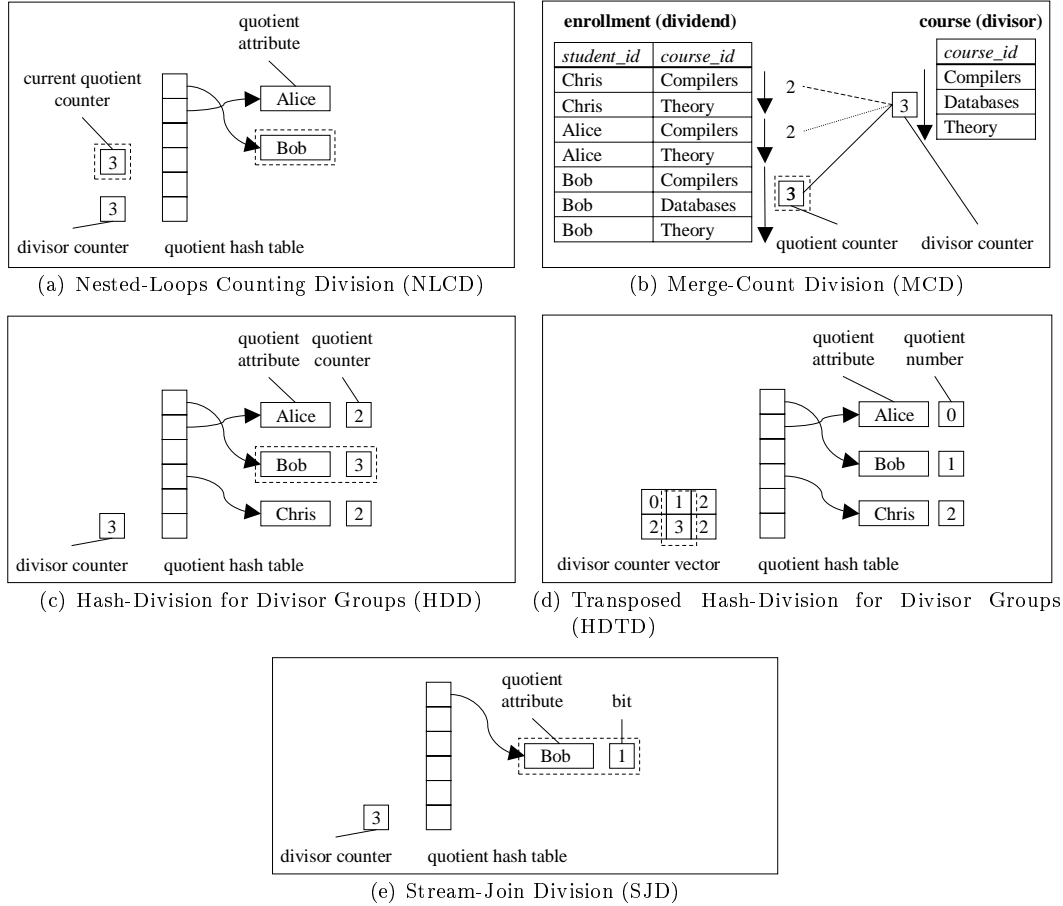 quotient
attribute
current quotient
counter
Alice
Bob
3
3
divisor counter
quotient hash table
(a) Nested-Loops Counting Division (NLCD)
enrollment (dividend)
course (divisor)
student_id course_id
Chris Compilers
Chris Theory
Alice Compilers
Alice Theory
Bob Compilers
Bob Databases
Bob Theory
2
2
3
3
course_id
Compilers
Databases
Theory
quotient counter
divisor counter
(b) Merge-Count Division (MCD)
quotient
attribute
quotient
counter
Alice 2
Bob 3
Chris 2
3
divisor counter
quotient hash table
(c) Hash-Division for Divisor Groups (HDD)
quotient
attribute
quotient
number
Alice 0
Bob 1
Chris 2
0 1 2
2 3 2
divisor counter vector
quotient hash table
(d) Transposed Hash-Division for Divisor Groups
(HDTD)
quotient
attribute
bit
Bob 1
3
divisor counter
quotient hash table
(e) Stream-Join Division (SJD)